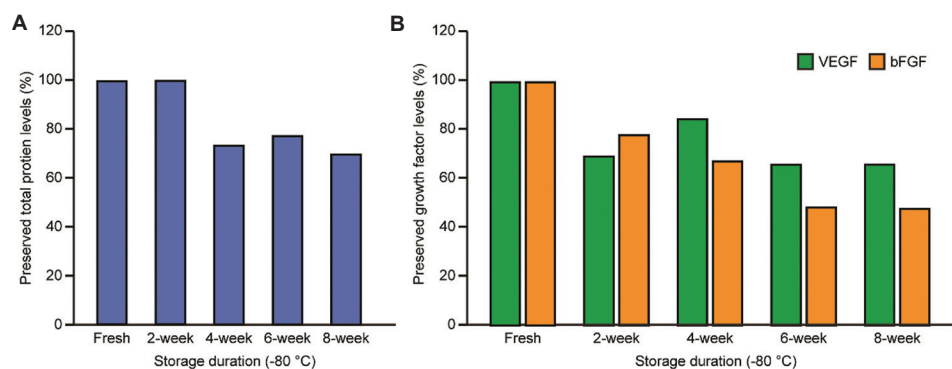 A
120
100
80
60
40
20
0
Preserved total protien levels (%)
Fresh 2-week 4-week 6-week 8-week
Storage duration (-80 °C)
B
120
100
80
60
40
20
0
Preserved growth factor levels (%)
VEGF bFGF
Fresh 2-week 4-week 6-week 8-week
Storage duration (-80 °C)